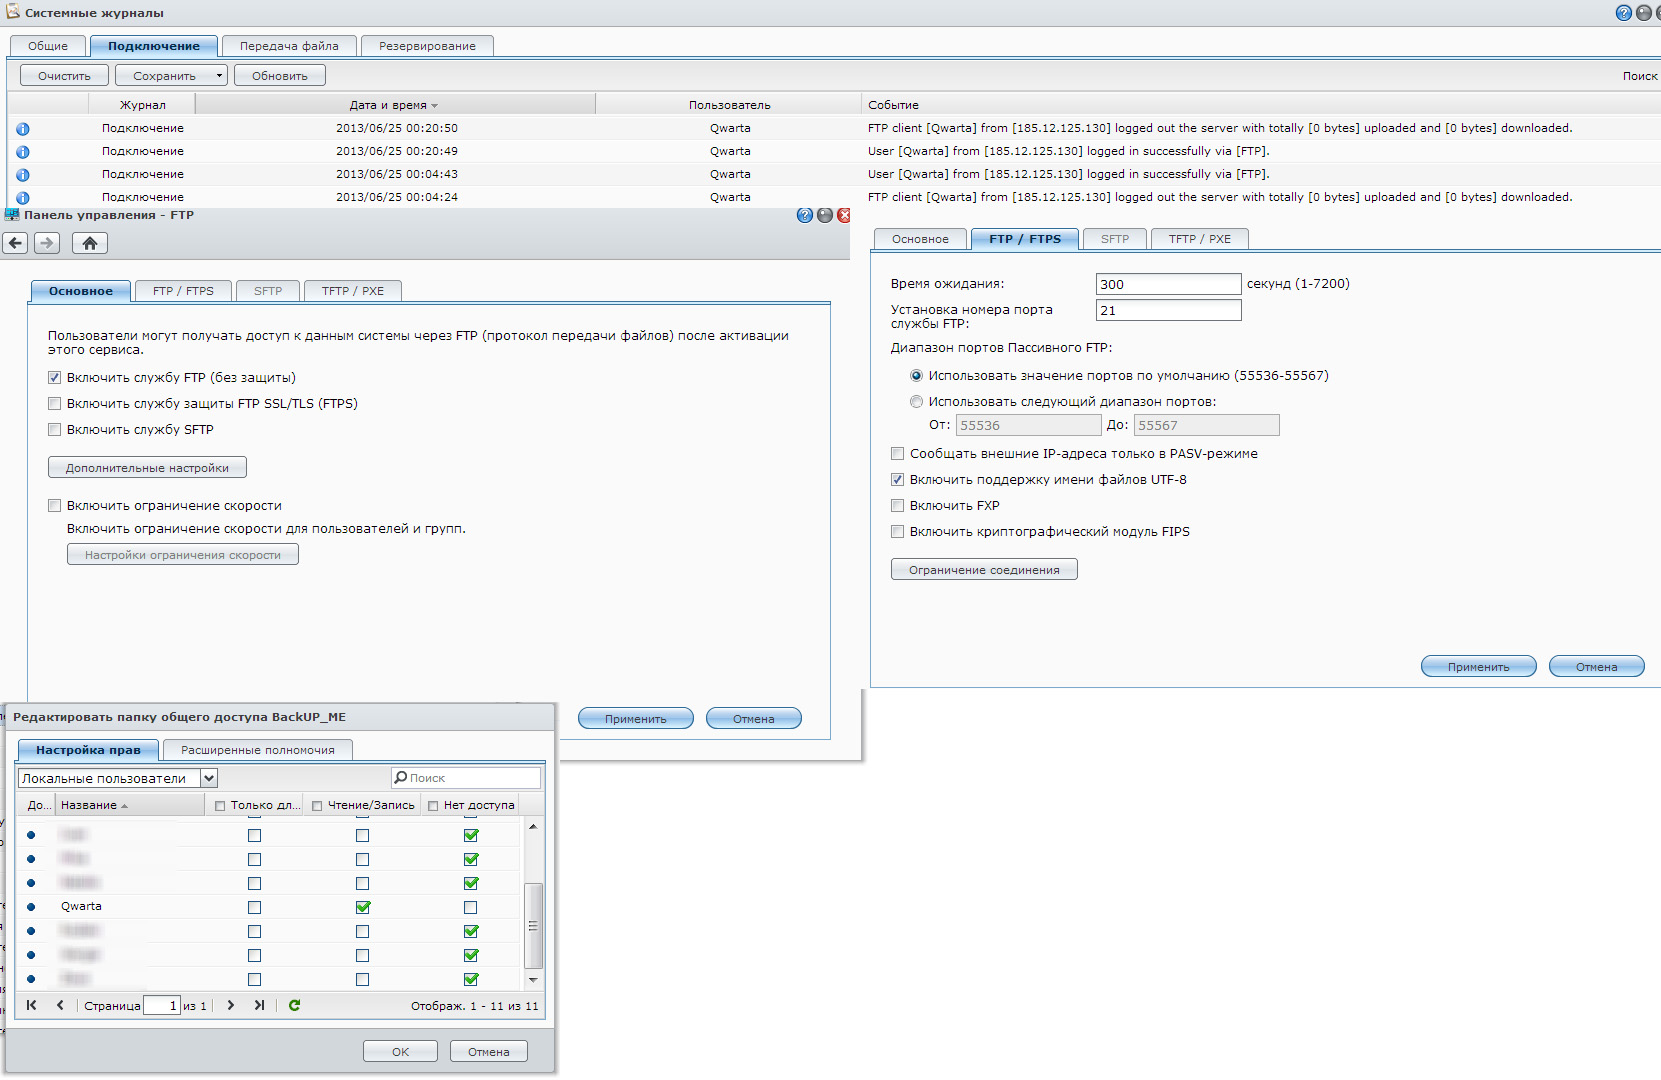 Системные журналы
Общие
Подключение
Передача файла
Резервирование
Очистить
Сохранить
Обновить
Поиск
Журнал
Дата и время
Пользователь
Событие
Подключение 2013/06/25 00:20:50 Qwarta FTP client [Qwarta] from [185.12.125.130] logged out the server with totally [0 bytes] uploaded and [0 bytes] downloaded.
Подключение 2013/06/25 00:20:49 Qwarta User [Qwarta] from [185.12.125.130] logged in successfully via [FTP].
Подключение 2013/06/25 00:04:43 Qwarta User [Qwarta] from [185.12.125.130] logged in successfully via [FTP].
Подключение 2013/06/25 00:04:24 Qwarta FTP client [Qwarta] from [185.12.125.130] logged out the server with totally [0 bytes] uploaded and [0 bytes] downloaded.
Панель управления - FTP
Основное
FTP / FTPS
SFTP
TFTP / PXE
Пользователи могут получать доступ к данным системы через FTP (протокол передачи файлов) после активации
этого сервиса.
Включить службу FTP (без защиты)
Включить службу защиты FTP SSL/TLS (FTPS)
Включить службу SFTP
Дополнительные настройки
Включить ограничение скорости
Включить ограничение скорости для пользователей и групп.
Настройки ограничения скорости
Применить
Отмена
Основное
FTP / FTPS
SFTP
TFTP / PXE
Время ожидания: 300 секунд (1-7200)
Установка номера порта
службы FTP: 21
Диапазон портов Пассивного FTP:
Использовать значение портов по умолчанию (55536-55567)
Использовать следующий диапазон портов:
От: 55536 До: 55567
Сообщать внешние IP-адреса только в PASV-режиме
Включить поддержку имени файлов UTF-8
Включить FXP
Включить криптографический модуль FIPS
Ограничение соединения
Применить
Отмена
Редактировать папку общего доступа BackUP_ME
Настройка прав
Расширенные полномочия
Локальные пользователи
Поиск
До...
Название
Только дл...
Чтение/Запись
Нет доступа
Qwarta
Страница 1 из 1
Отображ. 1 - 11 из 11
OK
Отмена